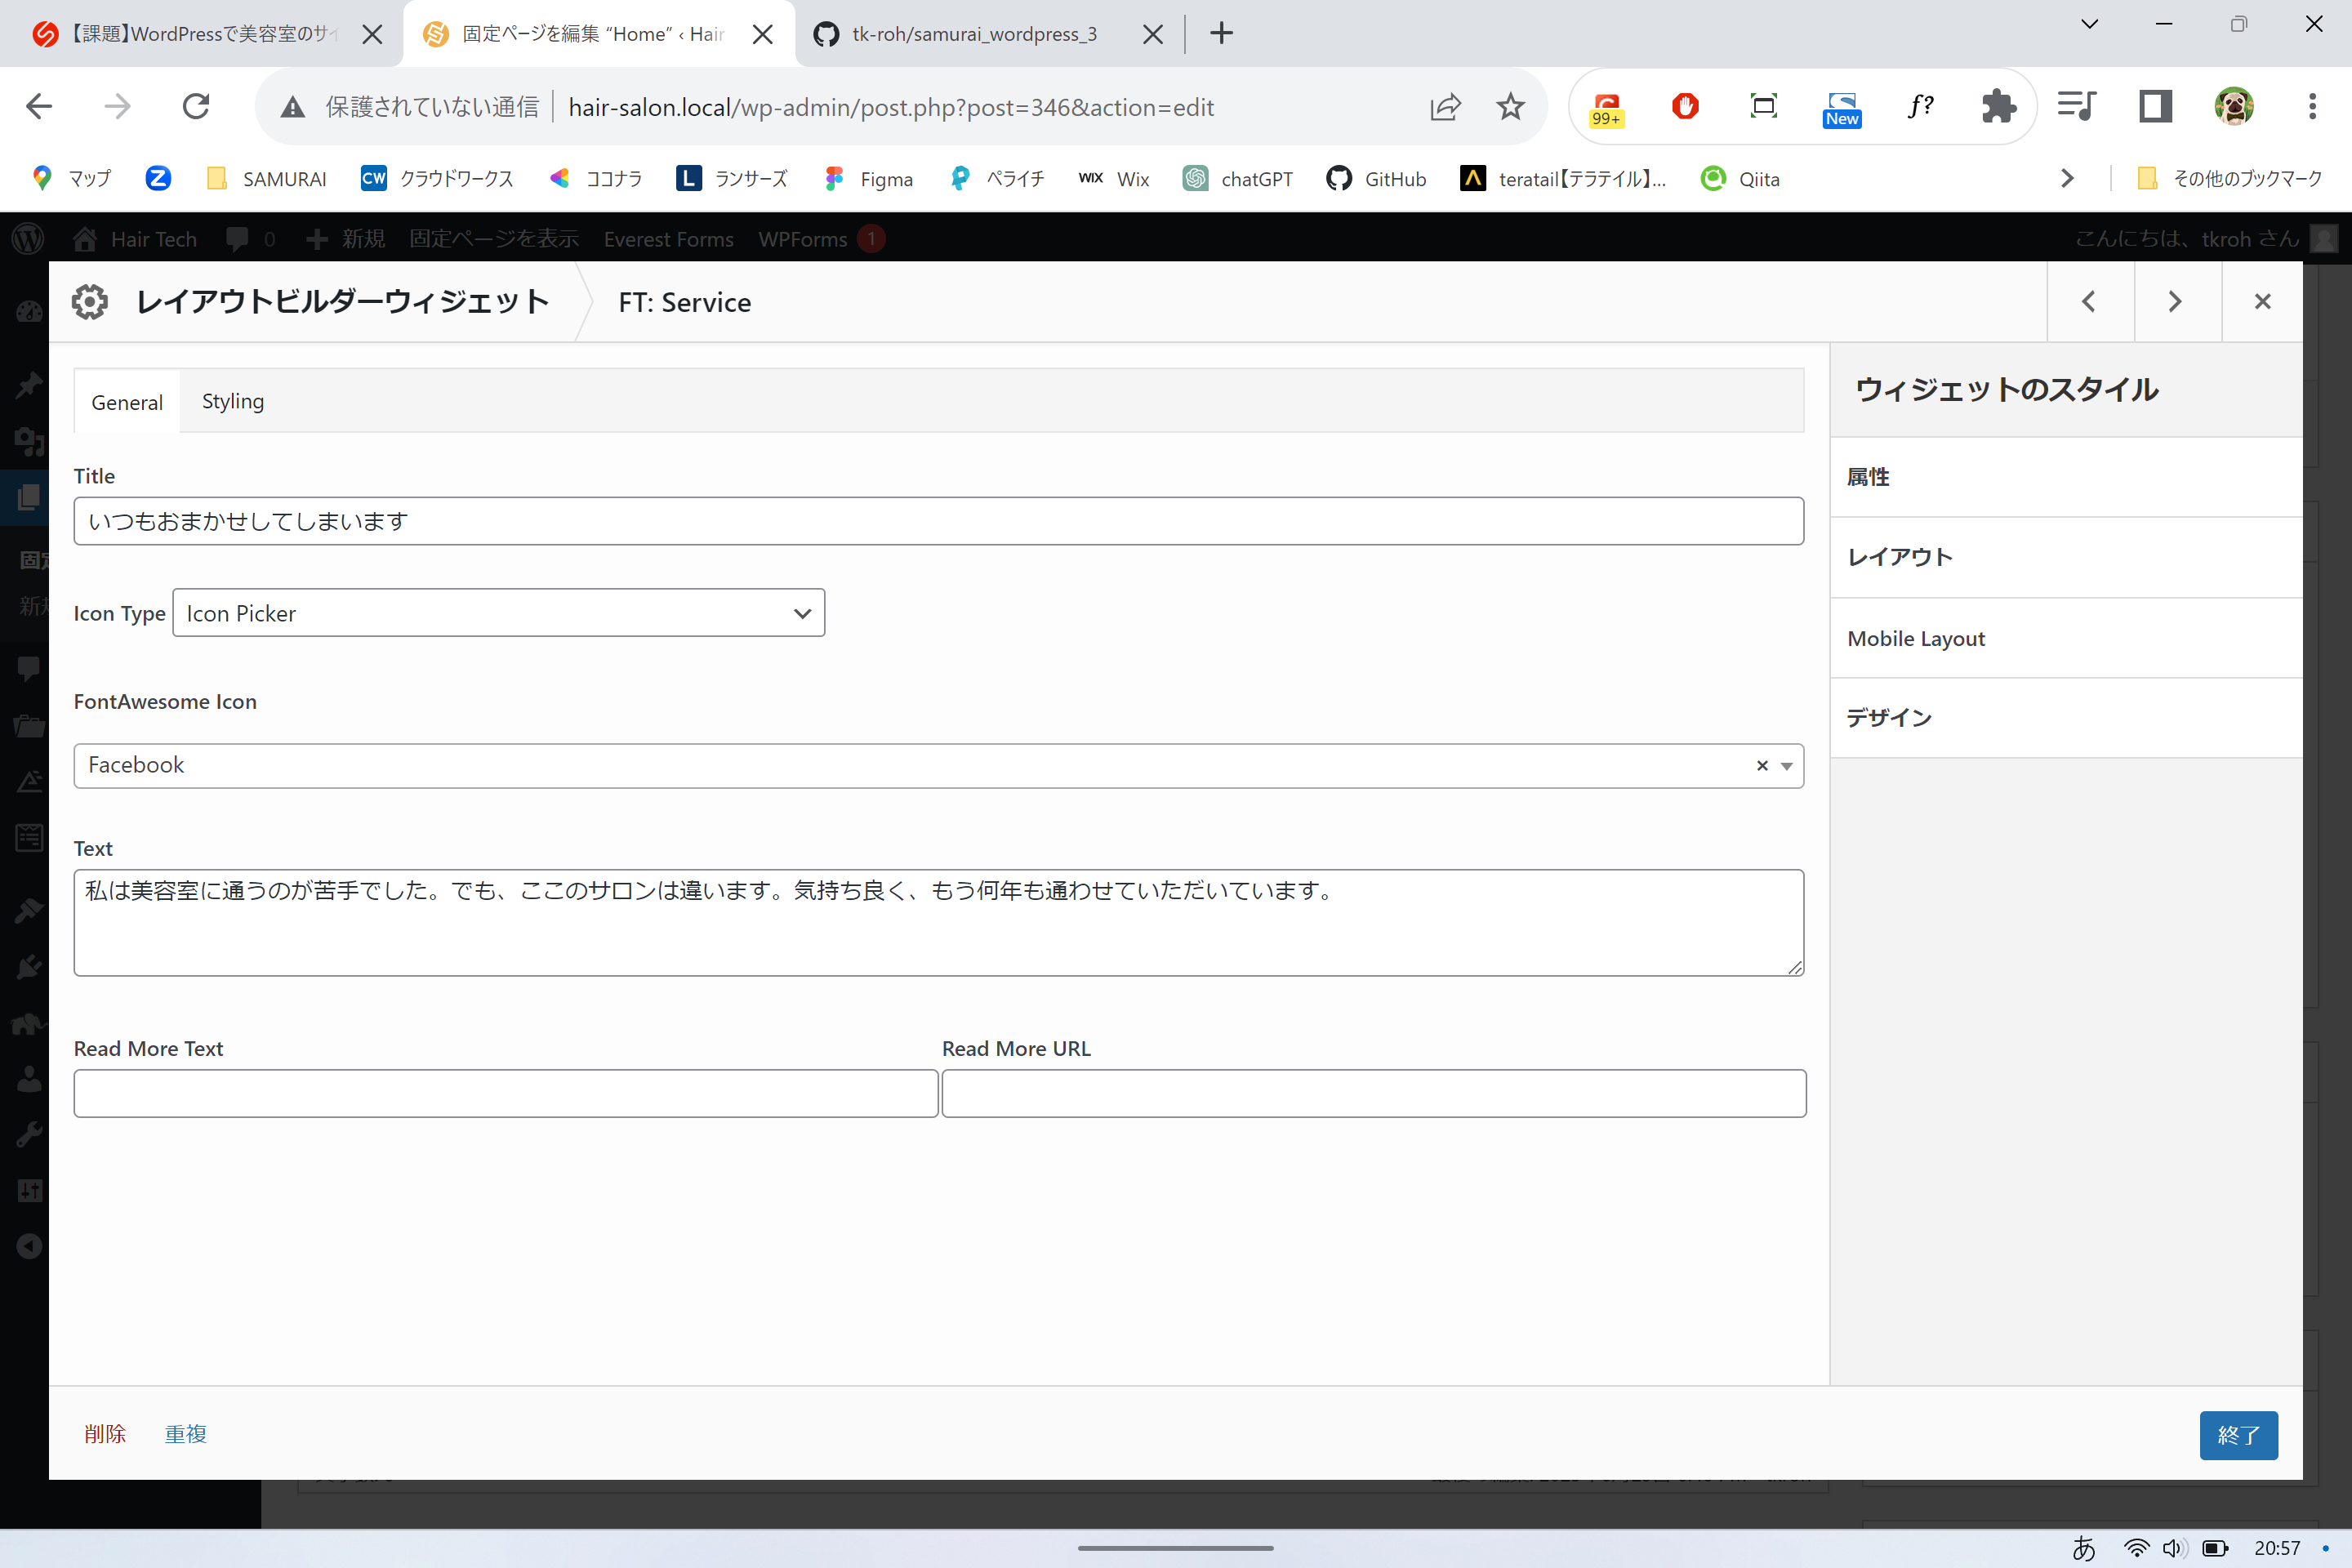 【課題】WordPressで美容室のサイ
固定ページを編集 “Home” ‹ Hair
tk-roh/samurai_wordpress_3
保護されていない通信
hair-salon.local/wp-admin/post.php?post=346&action=edit
99+
New
f?
マップ
Z
SAMURAI
CW クラウドワークス
ココナラ
L ランサーズ
Figma
ペライチ
WIX Wix
chatGPT
GitHub
teratail【テラテイル】...
Qiita
その他のブックマーク
Hair Tech
0
新規
固定ページを表示
Everest Forms
WPForms 1
こんにちは、tkroh さん
レイアウトビルダーウィジェット
FT: Service
General
Styling
ウィジェットのスタイル
属性
レイアウト
Mobile Layout
デザイン
固定
新規
Title
いつもおまかせしてしまいます
Icon Type
Icon Picker
FontAwesome Icon
Facebook
Text
私は美容室に通うのが苦手でした。でも、ここのサロンは違います。気持ち良く、もう何年も通わせていただいています。
Read More Text
Read More URL
削除
重複
終了
あ
20:57